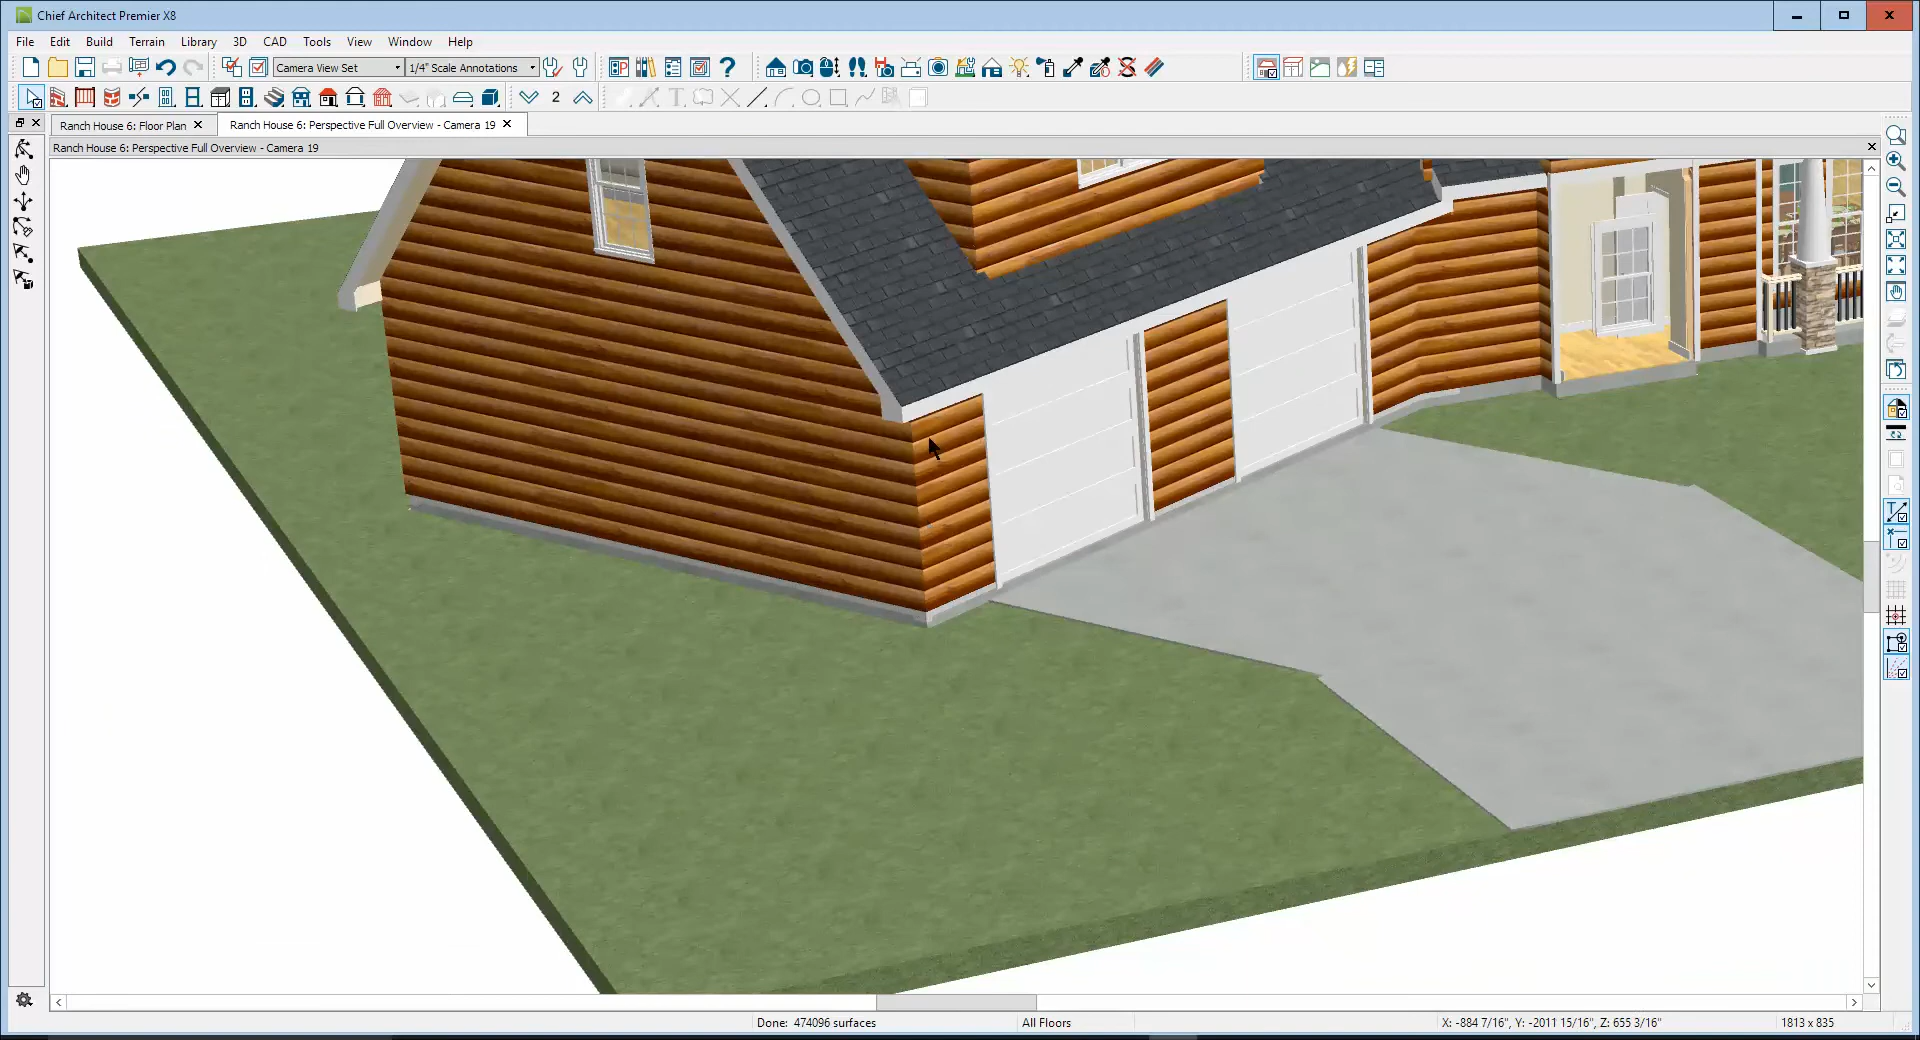 Chief Architect Premier X8
File Edit Build Terrain Library 3D CAD Tools View Window Help
Camera View Set 1/4" Scale Annotations
2
Ranch House 6: Floor Plan Ranch House 6: Perspective Full Overview - Camera 19
Ranch House 6: Perspective Full Overview - Camera 19
Done: 474096 surfaces All Floors X: -884 7/16", Y: -2011 15/16", Z: 655 3/16" 1813 x 835